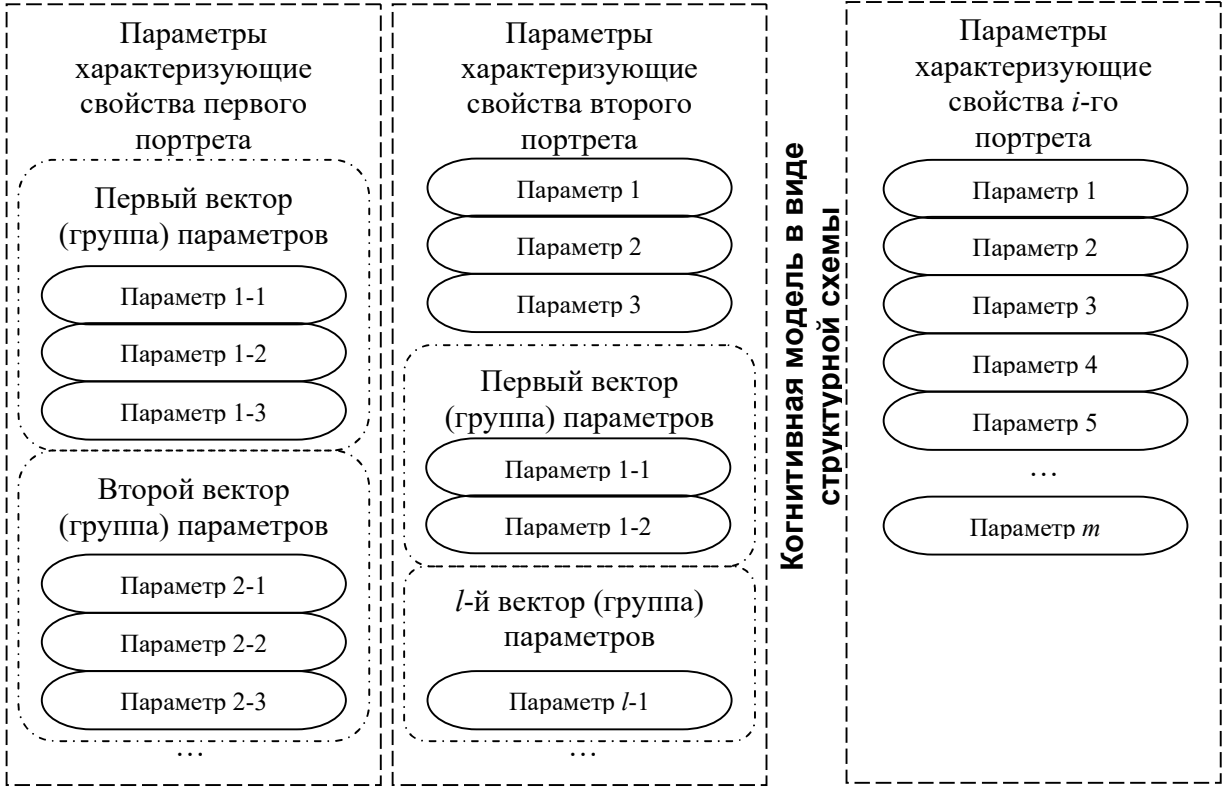 Параметры
характеризующие
свойства первого
портрета
Первый вектор
(группа) параметров
Параметр 1-1
Параметр 1-2
Параметр 1-3
Второй вектор
(группа) параметров
Параметр 2-1
Параметр 2-2
Параметр 2-3
…
Параметры
характеризующие
свойства второго
портрета
Параметр 1
Параметр 2
Параметр 3
Первый вектор
(группа) параметров
Параметр 1-1
Параметр 1-2
l-й вектор (группа)
параметров
Параметр l-1
…
Когнитивная модель в виде
структурной схемы
Параметры
характеризующие
свойства i-го
портрета
Параметр 1
Параметр 2
Параметр 3
Параметр 4
Параметр 5
…
Параметр m